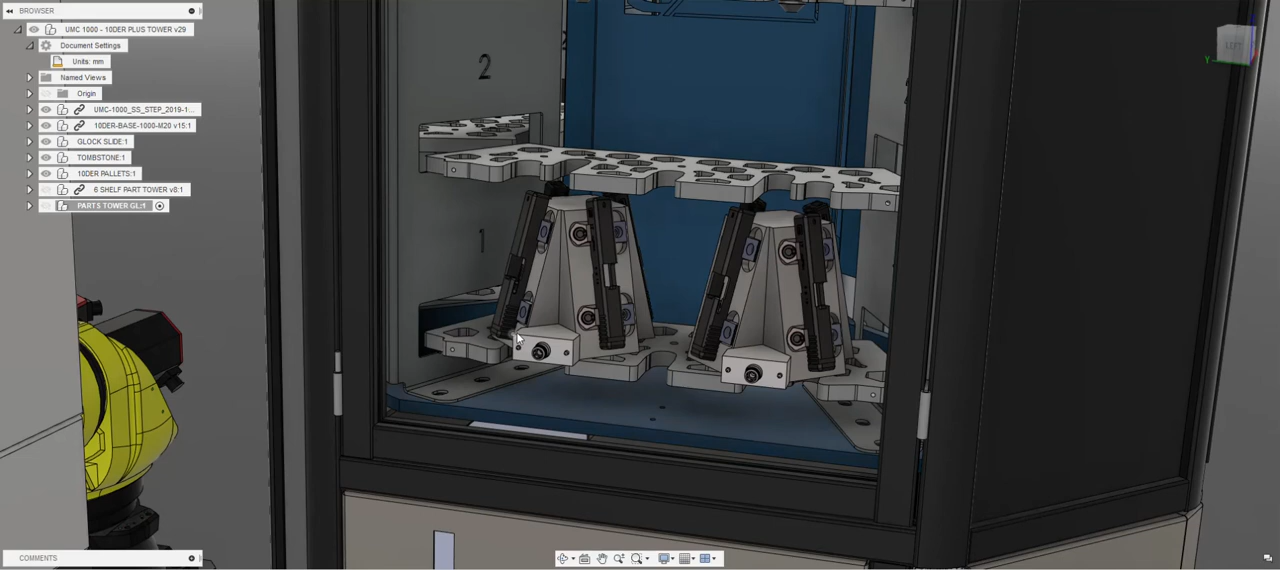 BROWSER
UMC 1000 - 10DER PLUS TOWER v29
Document Settings
Units: mm
Named Views
Origin
UMC-1000_SS_STEP_2019-1...
10DER-BASE-1000-M20 v15:1
GLOCK SLIDE:1
TOMBSTONE:1
10DER PALLETS:1
6 SHELF PART TOWER v8:1
PARTS TOWER GL:1
2
1
LEFT
Y
COMMENTS